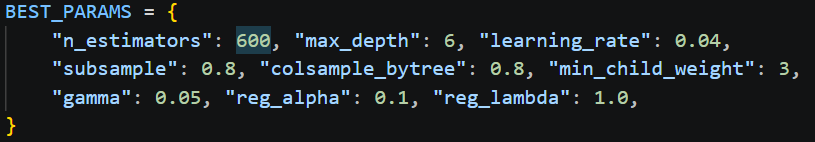 BEST_PARAMS = {
    "n_estimators": 600, "max_depth": 6, "learning_rate": 0.04,
    "subsample": 0.8, "colsample_bytree": 0.8, "min_child_weight": 3,
    "gamma": 0.05, "reg_alpha": 0.1, "reg_lambda": 1.0,
}